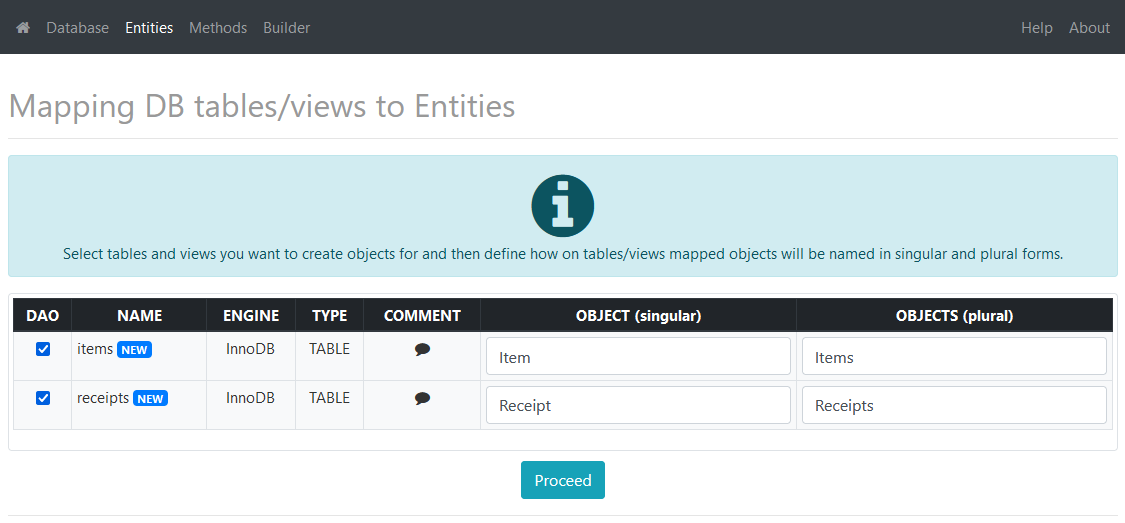 Database Entities Methods Builder Help About
Mapping DB tables/views to Entities
Select tables and views you want to create objects for and then define how on tables/views mapped objects will be named in singular and plural forms.
DAO NAME ENGINE TYPE COMMENT OBJECT (singular) OBJECTS (plural)
items NEW InnoDB TABLE Item Items
receipts NEW InnoDB TABLE Receipt Receipts
Proceed